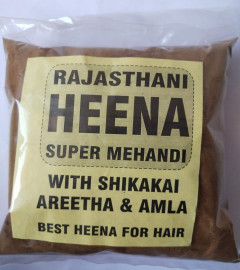 RAJASTHANI
HEENA
SUPER MEHANDI
WITH SHIKAKAI
AREETHA & AMLA
BEST HEENA FOR HAIR